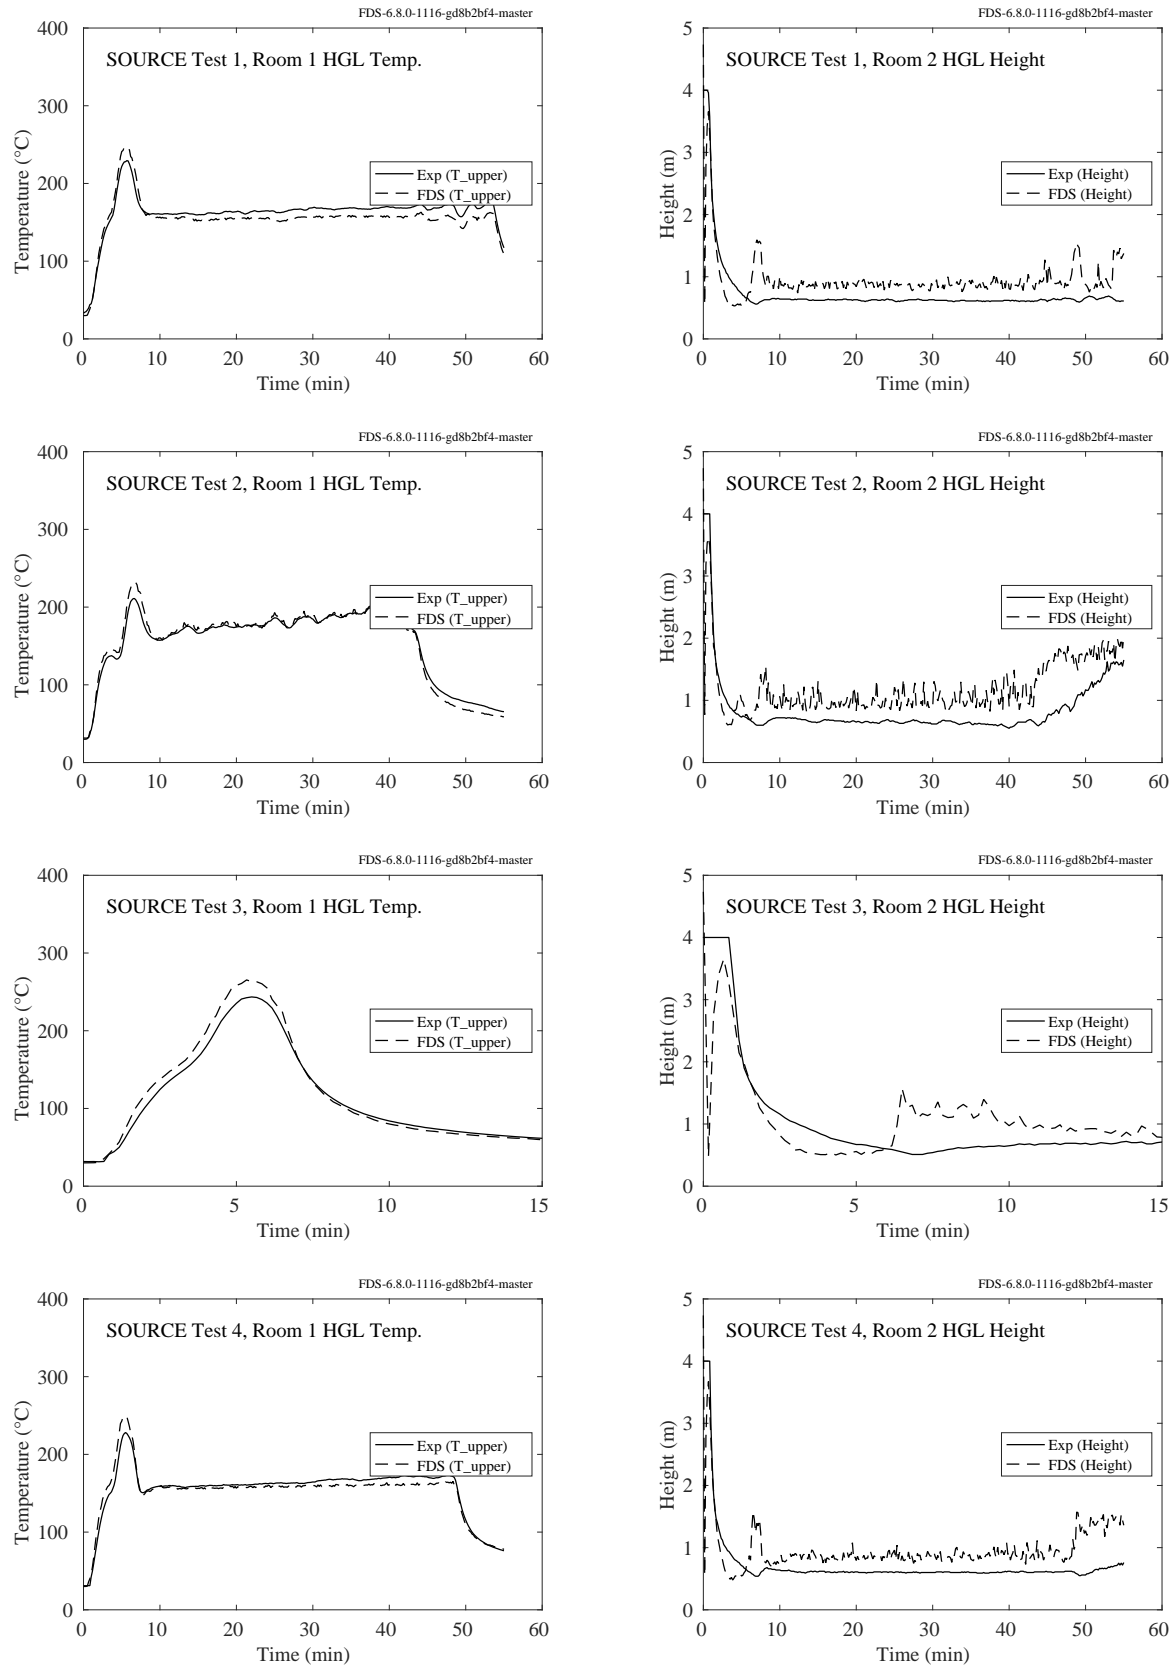 FDS-6.8.0-1116-gd8b2bf4-master
SOURCE Test 1, Room 1 HGL Temp.
Temperature (°C)
400
300
200
100
0
Exp (T_upper)
FDS (T_upper)
0 10 20 30 40 50 60
Time (min)
FDS-6.8.0-1116-gd8b2bf4-master
SOURCE Test 1, Room 2 HGL Height
Height (m)
5
4
3
2
1
0
Exp (Height)
FDS (Height)
0 10 20 30 40 50 60
Time (min)
FDS-6.8.0-1116-gd8b2bf4-master
SOURCE Test 2, Room 1 HGL Temp.
Temperature (°C)
400
300
200
100
0
Exp (T_upper)
FDS (T_upper)
0 10 20 30 40 50 60
Time (min)
FDS-6.8.0-1116-gd8b2bf4-master
SOURCE Test 2, Room 2 HGL Height
Height (m)
5
4
3
2
1
0
Exp (Height)
FDS (Height)
0 10 20 30 40 50 60
Time (min)
FDS-6.8.0-1116-gd8b2bf4-master
SOURCE Test 3, Room 1 HGL Temp.
Temperature (°C)
400
300
200
100
0
Exp (T_upper)
FDS (T_upper)
0 5 10 15
Time (min)
FDS-6.8.0-1116-gd8b2bf4-master
SOURCE Test 3, Room 2 HGL Height
Height (m)
5
4
3
2
1
0
Exp (Height)
FDS (Height)
0 5 10 15
Time (min)
FDS-6.8.0-1116-gd8b2bf4-master
SOURCE Test 4, Room 1 HGL Temp.
Temperature (°C)
400
300
200
100
0
Exp (T_upper)
FDS (T_upper)
0 10 20 30 40 50 60
Time (min)
FDS-6.8.0-1116-gd8b2bf4-master
SOURCE Test 4, Room 2 HGL Height
Height (m)
5
4
3
2
1
0
Exp (Height)
FDS (Height)
0 10 20 30 40 50 60
Time (min)